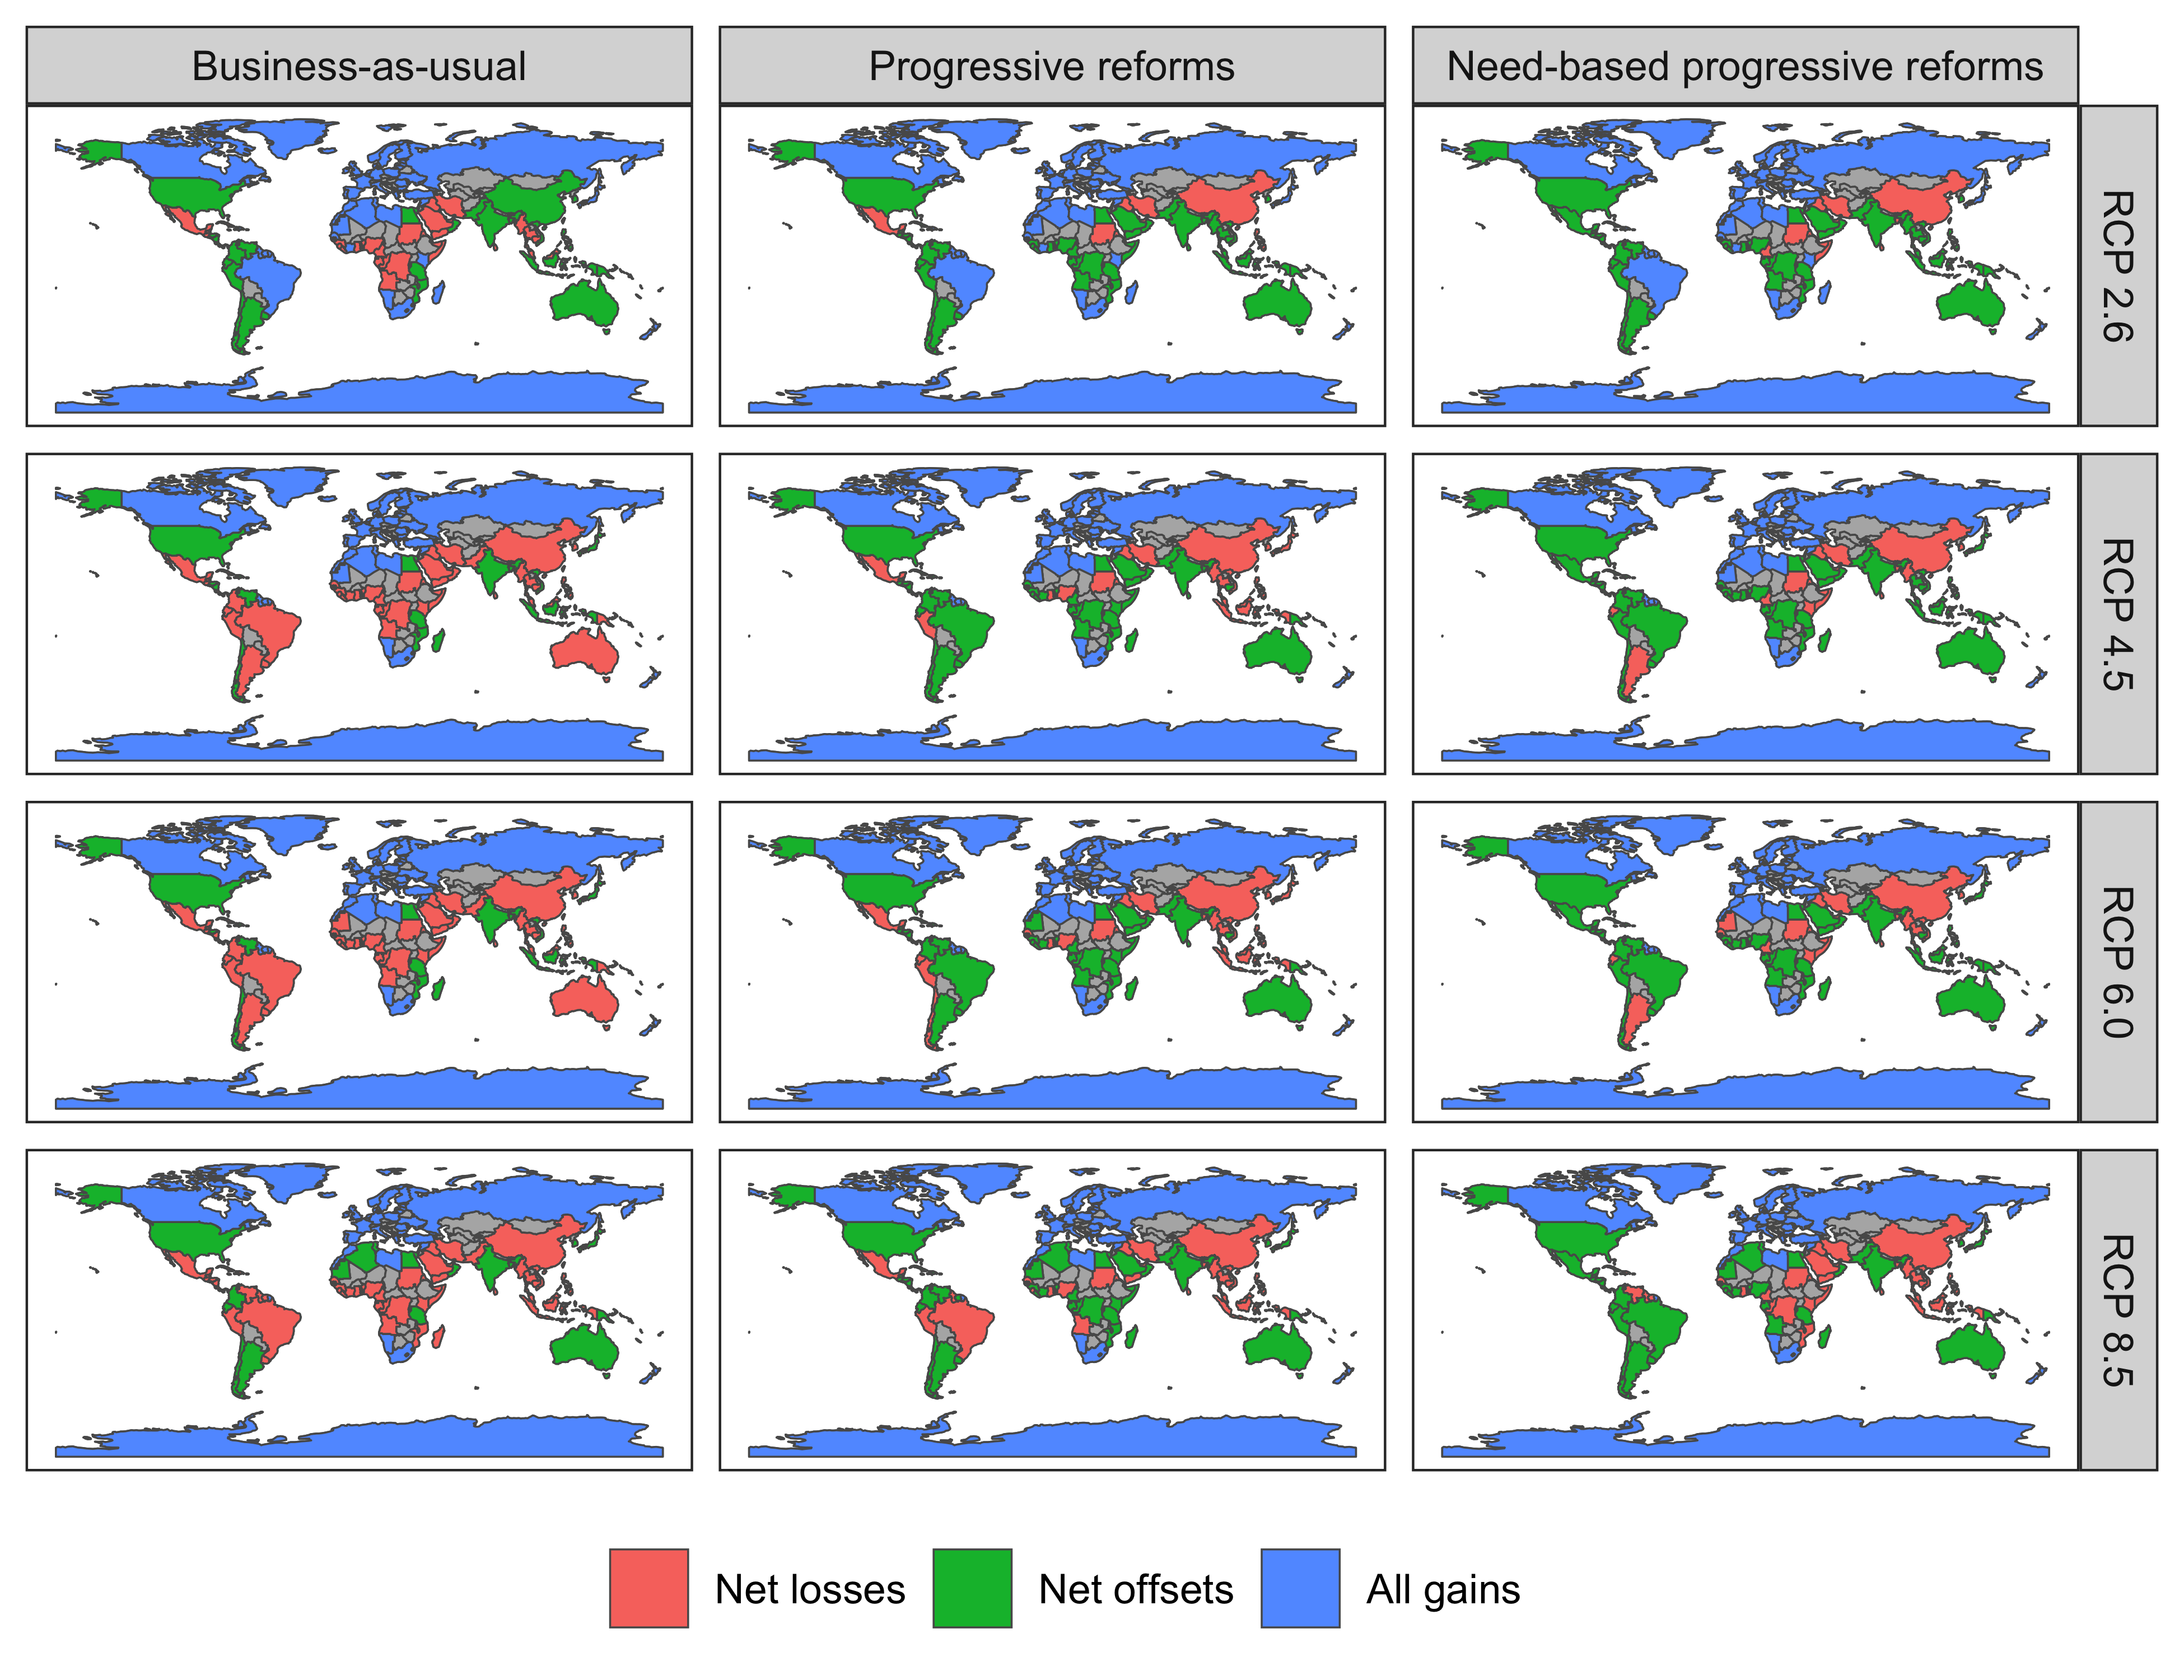 Business-as-usual
Progressive reforms
Need-based progressive reforms
RCP 2.6
RCP 4.5
RCP 6.0
RCP 8.5
Net losses
Net offsets
All gains